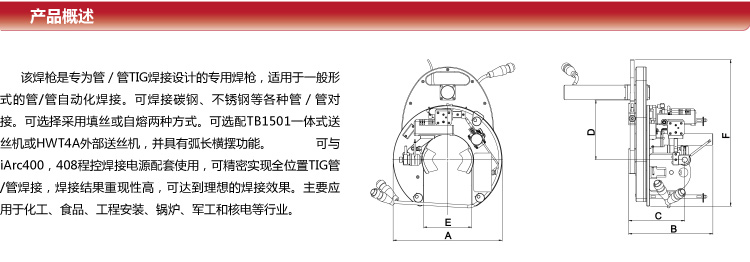 产品概述
该焊枪是专为管／管TIG焊接设计的专用焊枪，适用于一般形
式的管/管自动化焊接。可焊接碳钢、不锈钢等各种管／管对
接。可选择采用填丝或自熔两种方式。可选配TB1501一体式送
丝机或HWT4A外部送丝机，并具有弧长横摆功能。 可与
iArc400，408程控焊接电源配套使用，可精密实现全位置TIG管
/管焊接，焊接结果重现性高，可达到理想的焊接效果。主要应
用于化工、食品、工程安装、锅炉、军工和核电等行业。
E
A
D
F
C
B